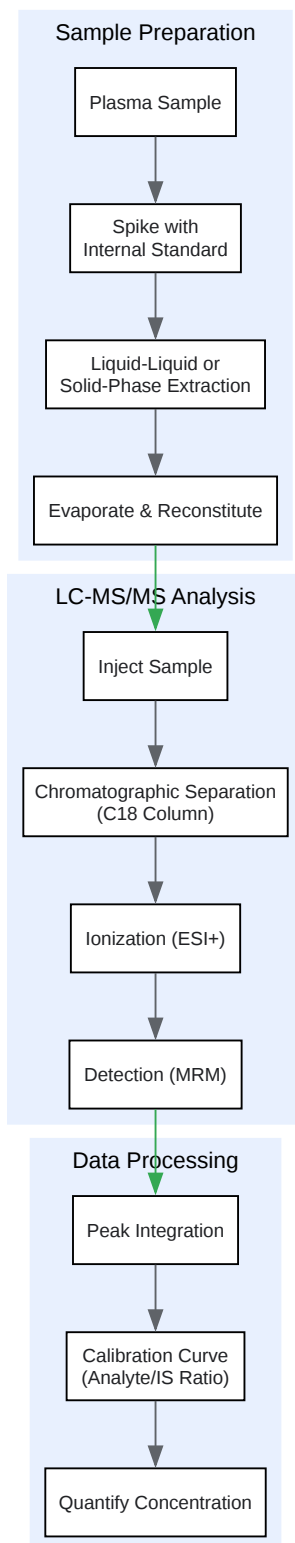 Sample Preparation
Plasma Sample
Spike with
Internal Standard
Liquid-Liquid or
Solid-Phase Extraction
Evaporate & Reconstitute
LC-MS/MS Analysis
Inject Sample
Chromatographic Separation
(C18 Column)
Ionization (ESI+)
Detection (MRM)
Data Processing
Peak Integration
Calibration Curve
(Analyte/IS Ratio)
Quantify Concentration